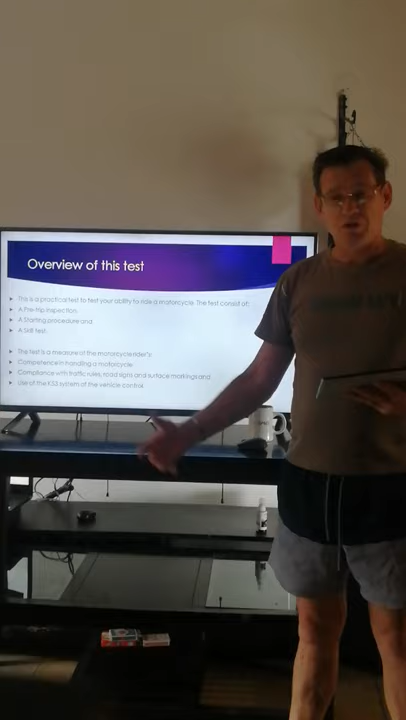 Overview of this test
This is a practical test to test your ability to ride a motorcycle. The test consist of:
A Pre-trip inspection
A Starting procedure and
A Skill test.
The test is a measure of the motorcycle rider's:
Competence in handling a motorcycle
Compliance with traffic rules, road signs and surface markings and
Use of the K53 system of the vehicle control.